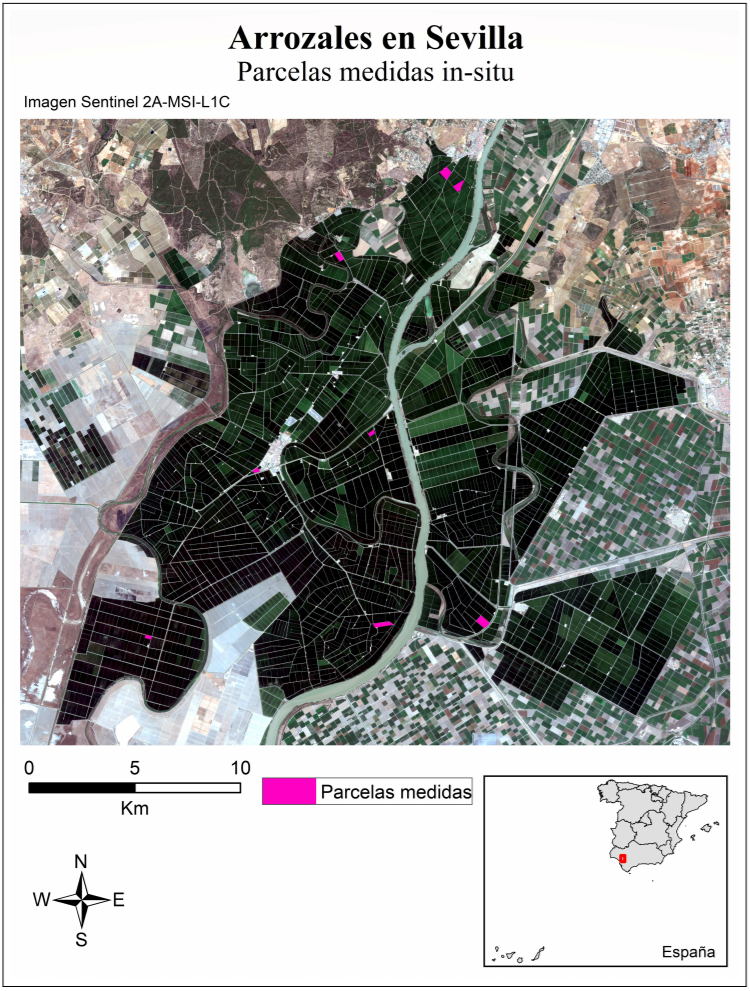 Arrozales en Sevilla
Parcelas medidas in-situ
Imagen Sentinel 2A-MSI-L1C
0 5 10
Km
Parcelas medidas
N
W E
S
España